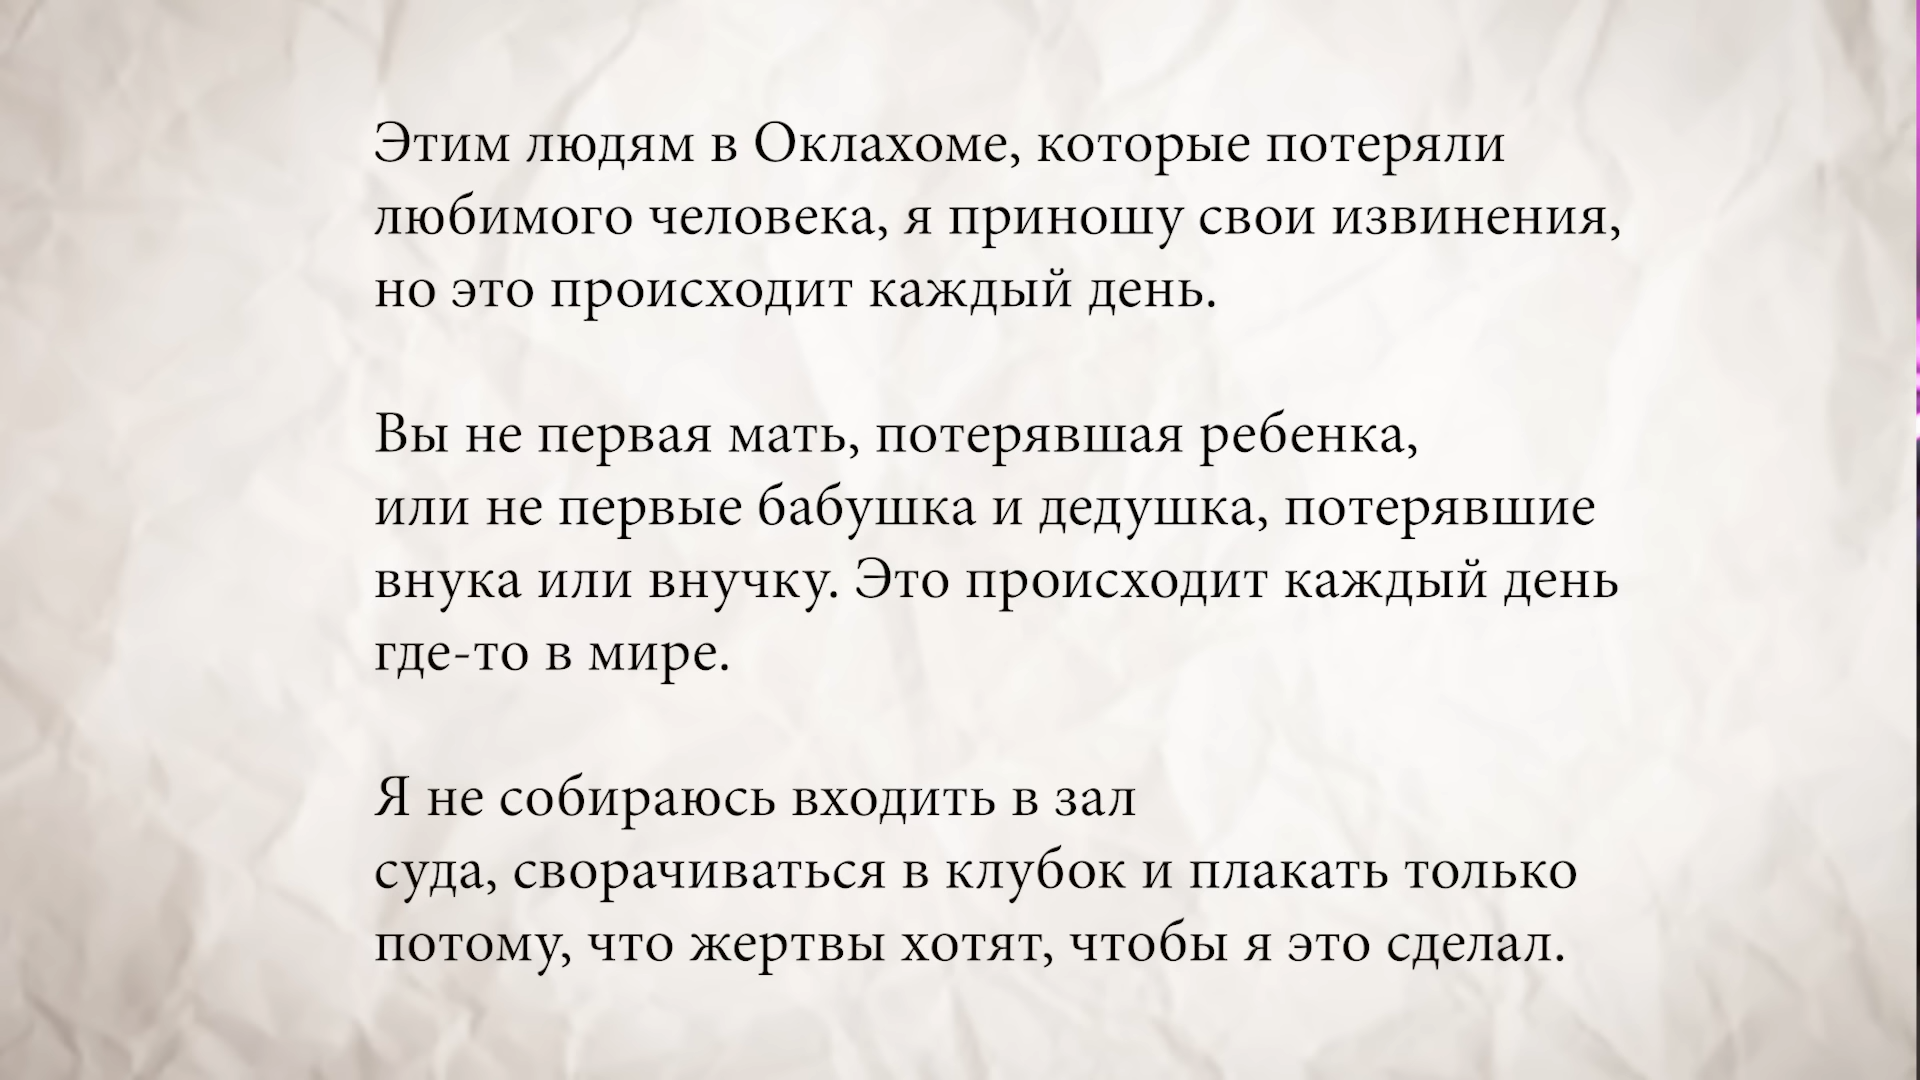 Этим людям в Оклахоме, которые потеряли
любимого человека, я приношу свои извинения,
но это происходит каждый день.
Вы не первая мать, потерявшая ребенка,
или не первые бабушка и дедушка, потерявшие
внука или внучку. Это происходит каждый день
где-то в мире.
Я не собираюсь входить в зал
суда, сворачиваться в клубок и плакать только
потому, что жертвы хотят, чтобы я это сделал.